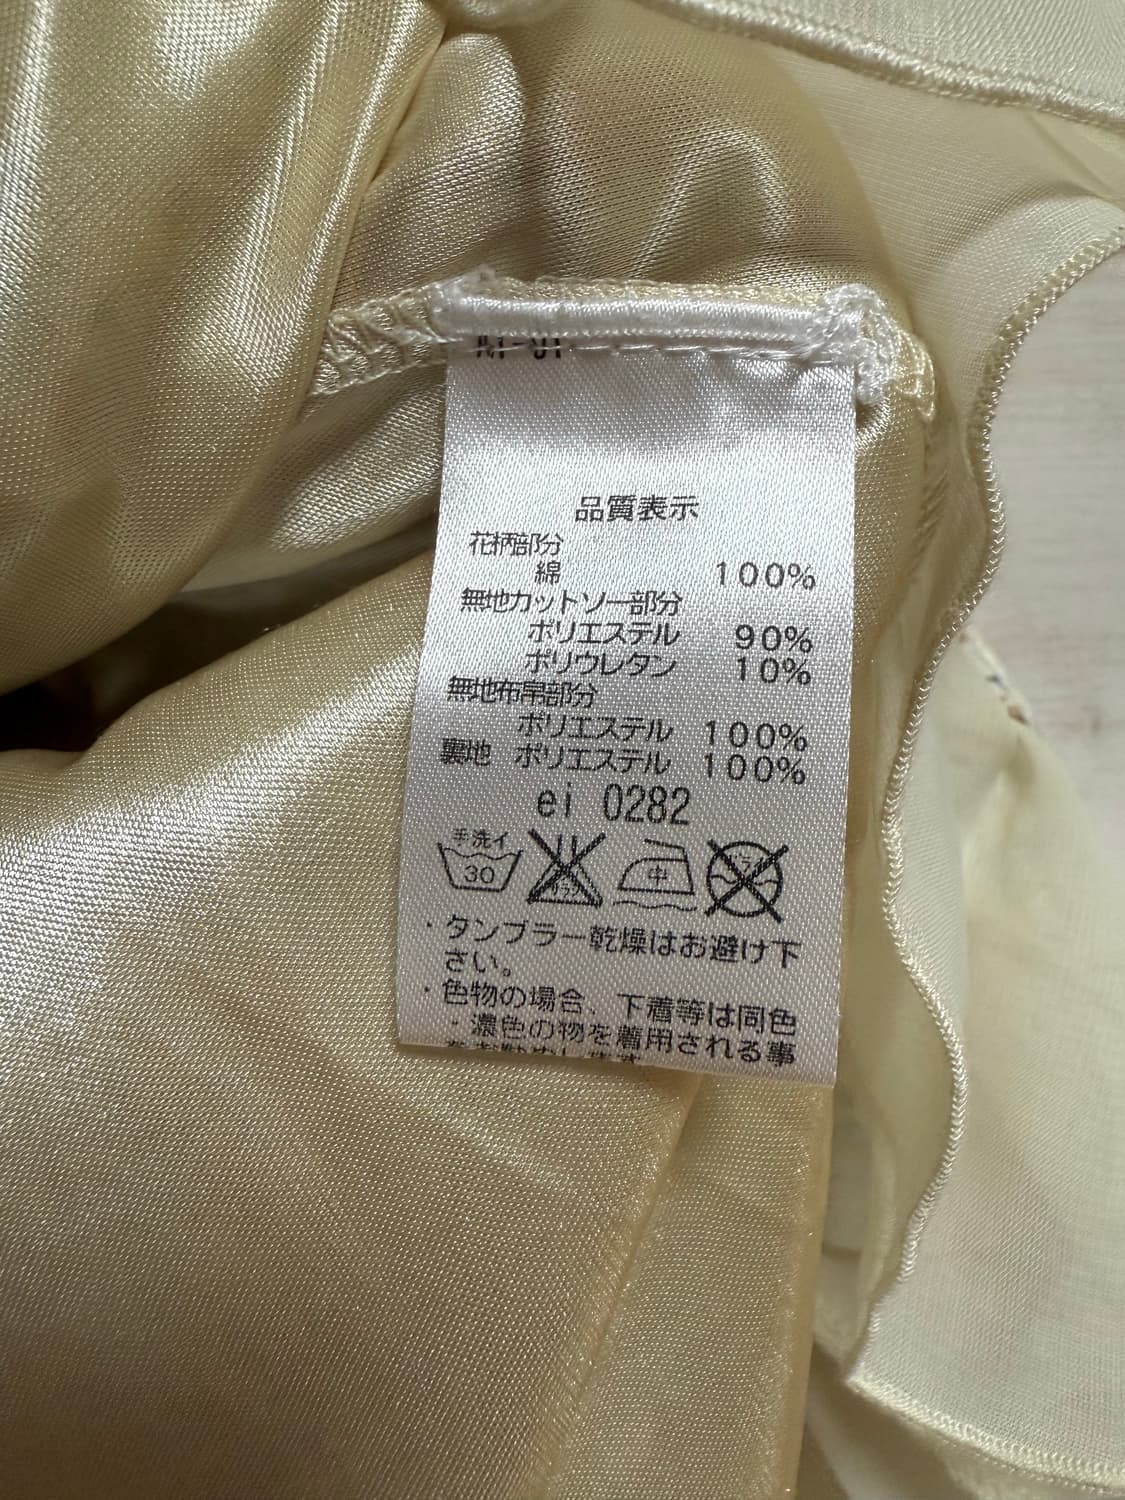 品質表示
花柄部分
綿 100%
無地カットソー部分
ポリエステル 90%
ポリウレタン 10%
無地布帛部分
ポリエステル 100%
裏地 ポリエステル 100%
ei 0282
手洗イ
30
中
・タンブラー乾燥はお避け下
さい。
・色物の場合、下着等は同色
・濃色の物を着用される事